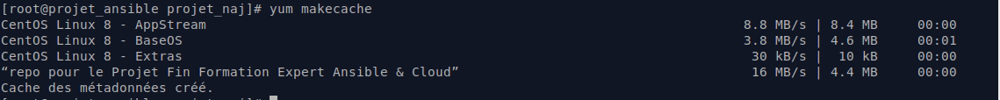 [root@projet_ansible projet_naj]# yum makecache
CentOS Linux 8 - AppStream 8.8 MB/s | 8.4 MB 00:00
CentOS Linux 8 - BaseOS 3.8 MB/s | 4.6 MB 00:01
CentOS Linux 8 - Extras 30 kB/s | 10 kB 00:00
“repo pour le Projet Fin Formation Expert Ansible & Cloud” 16 MB/s | 4.4 MB 00:00
Cache des métadonnées créé.